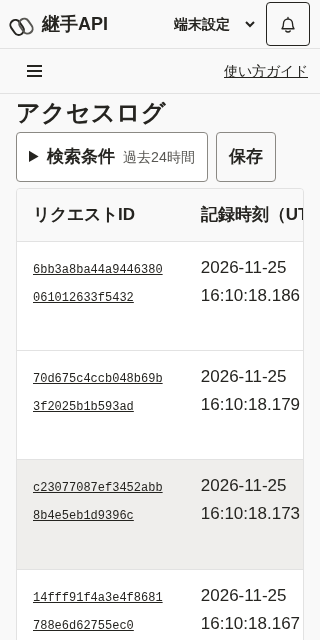 継手API 端末設定
使い方ガイド
アクセスログ
検索条件 過去24時間 保存
リクエストID 記録時刻（UT
6bb3a8ba44a9446380 2026-11-25
061012633f5432 16:10:18.186
70d675c4ccb048b69b 2026-11-25
3f2025b1b593ad 16:10:18.179
c23077087ef3452abb 2026-11-25
8b4e5eb1d9396c 16:10:18.173
14fff91f4a3e4f8681 2026-11-25
788e6d62755ec0 16:10:18.167